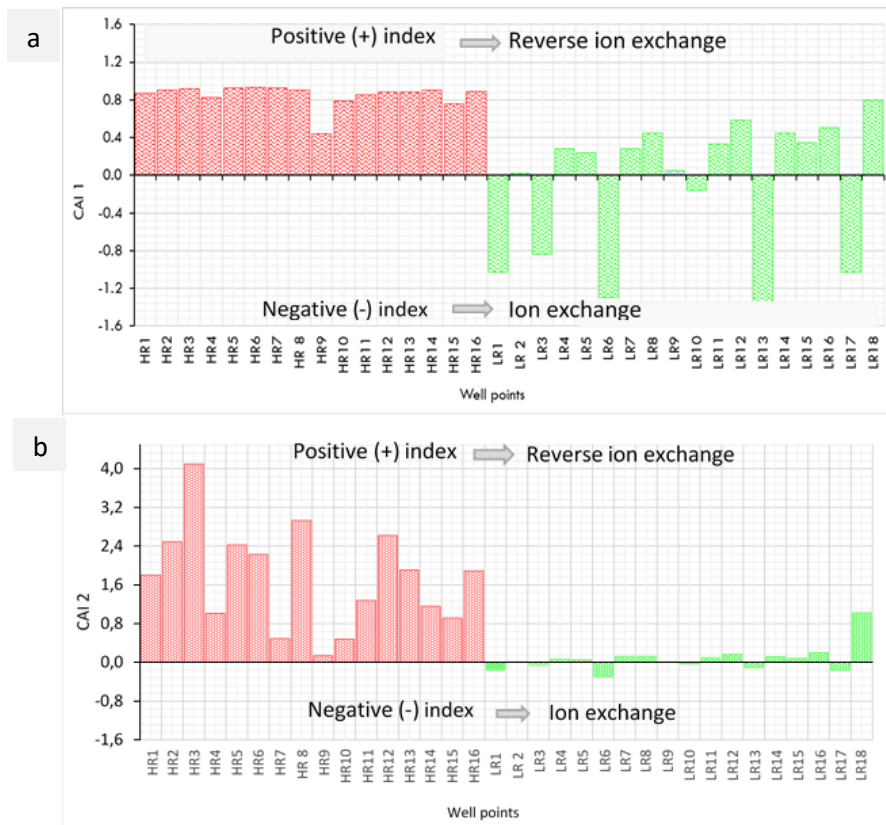 a
Positive (+) index Reverse ion exchange
1.6
1.2
0.8
0.4
0.0
-0.4
-0.8
-1.2
-1.6
CAI 1
Negative (-) index Ion exchange
HR1 HR2 HR3 HR4 HR5 HR6 HR7 HR 8 HR9 HR10 HR11 HR12 HR13 HR14 HR15 HR16 LR1 LR 2 LR3 LR4 LR5 LR6 LR7 LR8 LR9 LR10 LR11 LR12 LR13 LR14 LR15 LR16 LR17 LR18
Well points
b
Positive (+) index Reverse ion exchange
4,0
3,2
2,4
1,6
0,8
0,0
-0,8
-1,6
CAI 2
Negative (-) index Ion exchange
HR1 HR2 HR3 HR4 HR5 HR6 HR7 HR 8 HR9 HR10 HR11 HR12 HR13 HR14 HR15 HR16 LR1 LR 2 LR3 LR4 LR5 LR6 LR7 LR8 LR9 LR10 LR11 LR12 LR13 LR14 LR15 LR16 LR17 LR18
Well points